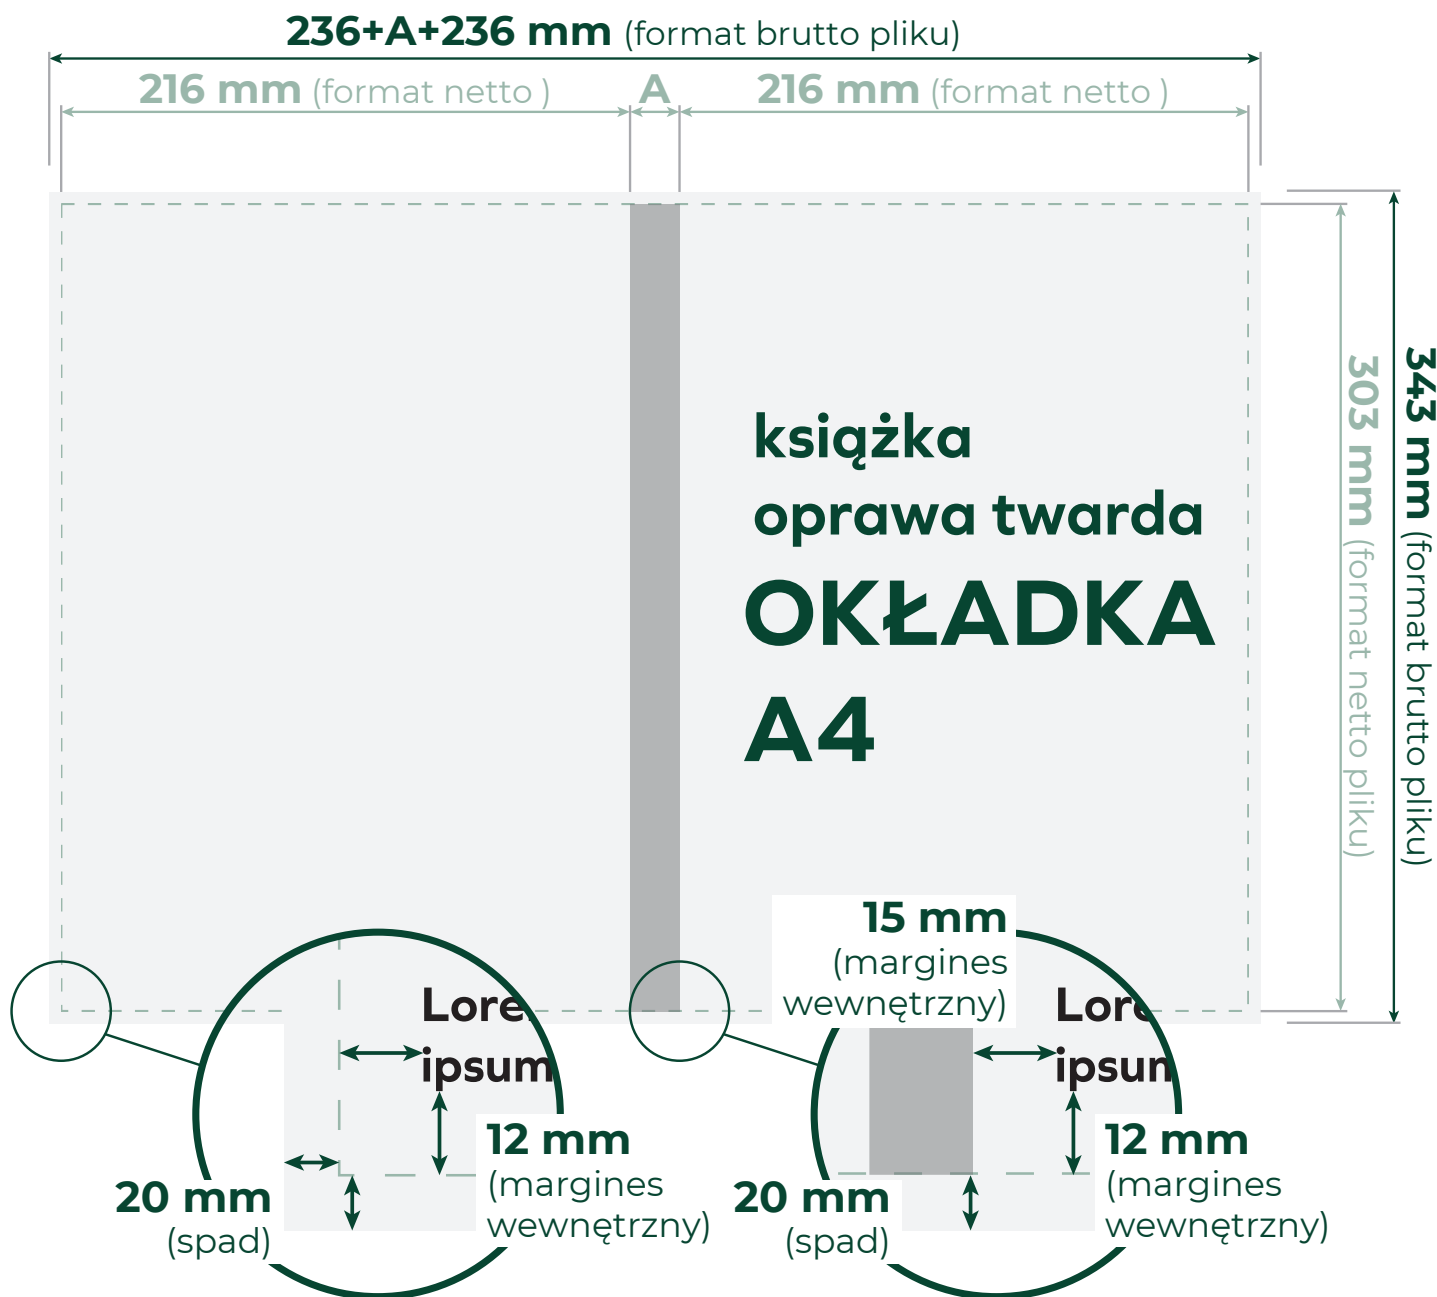 236+A+236 mm (format brutto pliku)
216 mm (format netto )
A
216 mm (format netto )
303 mm (format netto pliku)
343 mm (format brutto pliku)
książka
oprawa twarda
OKŁADKA
A4
Lore
ipsum
12 mm
(margines
wewnętrzny)
20 mm
(spad)
15 mm
(margines
wewnętrzny)
Lore
ipsum
12 mm
(margines
wewnętrzny)
20 mm
(spad)